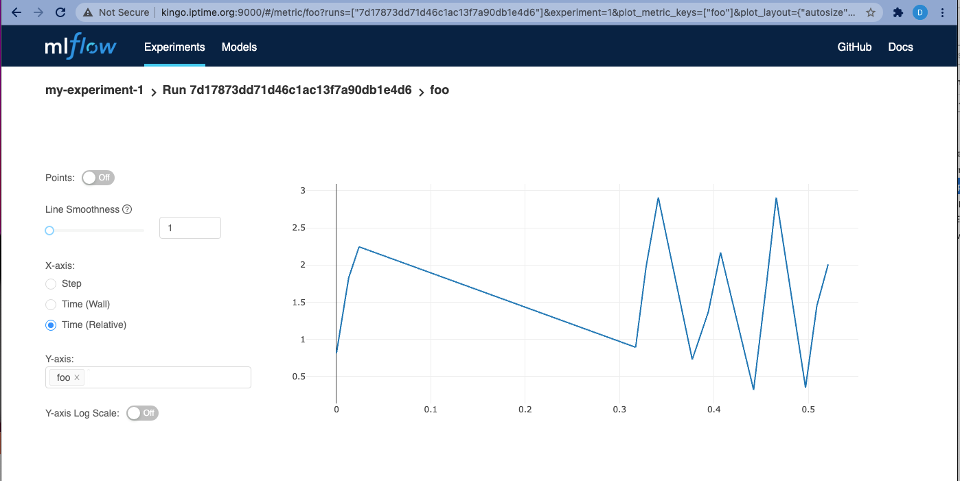 Not Secure | kingo.iptime.org:9000/#/metric/foo?runs=["7d17873dd71d46c1ac13f7a90db1e4d6"]&experiment=1&plot_metric_keys=["foo"]&plot_layout={"autosize"... D
mlflow Experiments Models GitHub Docs
my-experiment-1 > Run 7d17873dd71d46c1ac13f7a90db1e4d6 > foo
Points: Off
Line Smoothness ?
1
X-axis:
Step
Time (Wall)
Time (Relative)
Y-axis:
foo ×
Y-axis Log Scale: Off
3
2.5
2
1.5
1
0.5
0 0.1 0.2 0.3 0.4 0.5